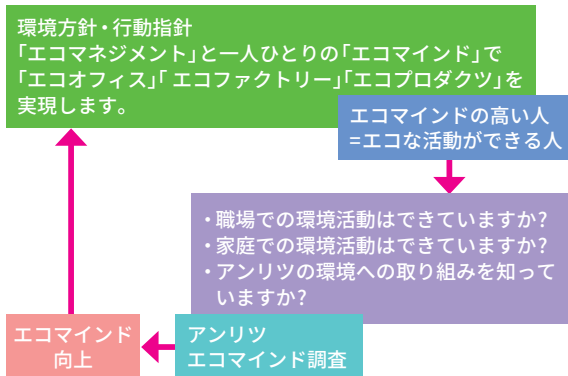 環境方針・行動指針
「エコマネジメント」と一人ひとりの「エコマインド」で
「エコオフィス」「エコファクトリー」「エコプロダクツ」を
実現します。
エコマインドの高い人
=エコな活動ができる人
・職場での環境活動はできていますか?
・家庭での環境活動はできていますか?
・アンリツの環境への取り組みを知って
いますか?
アンリツ
エコマインド調査
エコマインド
向上